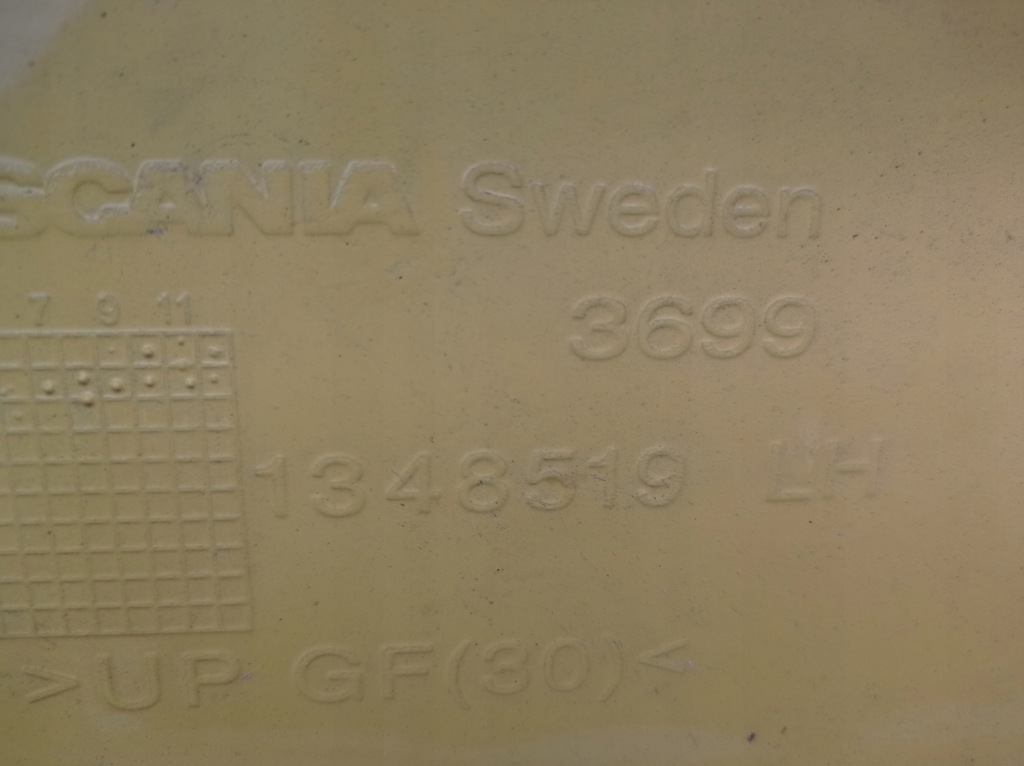 SCANIA Sweden
3699
7 9 11
1348519 LH
>UP GF(30)<